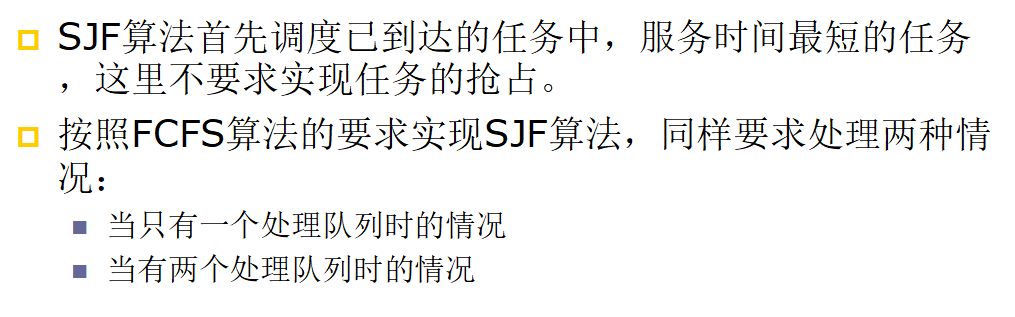 SJF算法首先调度已到达的任务中，服务时间最短的任务
，这里不要求实现任务的抢占。
按照FCFS算法的要求实现SJF算法，同样要求处理两种情
况：
当只有一个处理队列时的情况
当有两个处理队列时的情况